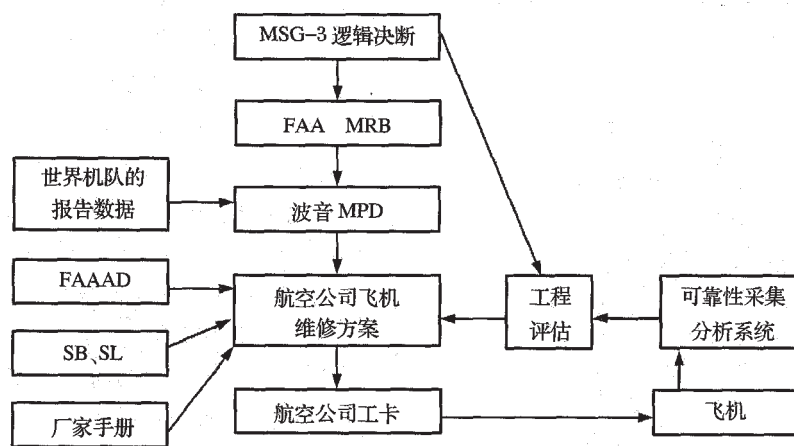 MSG-3 逻辑决断
FAA MRB
世界机队的
报告数据
波音 MPD
FAAAD
航空公司飞机
维修方案
工程
评估
可靠性采集
分析系统
SB、SL
厂家手册
航空公司工卡
飞机